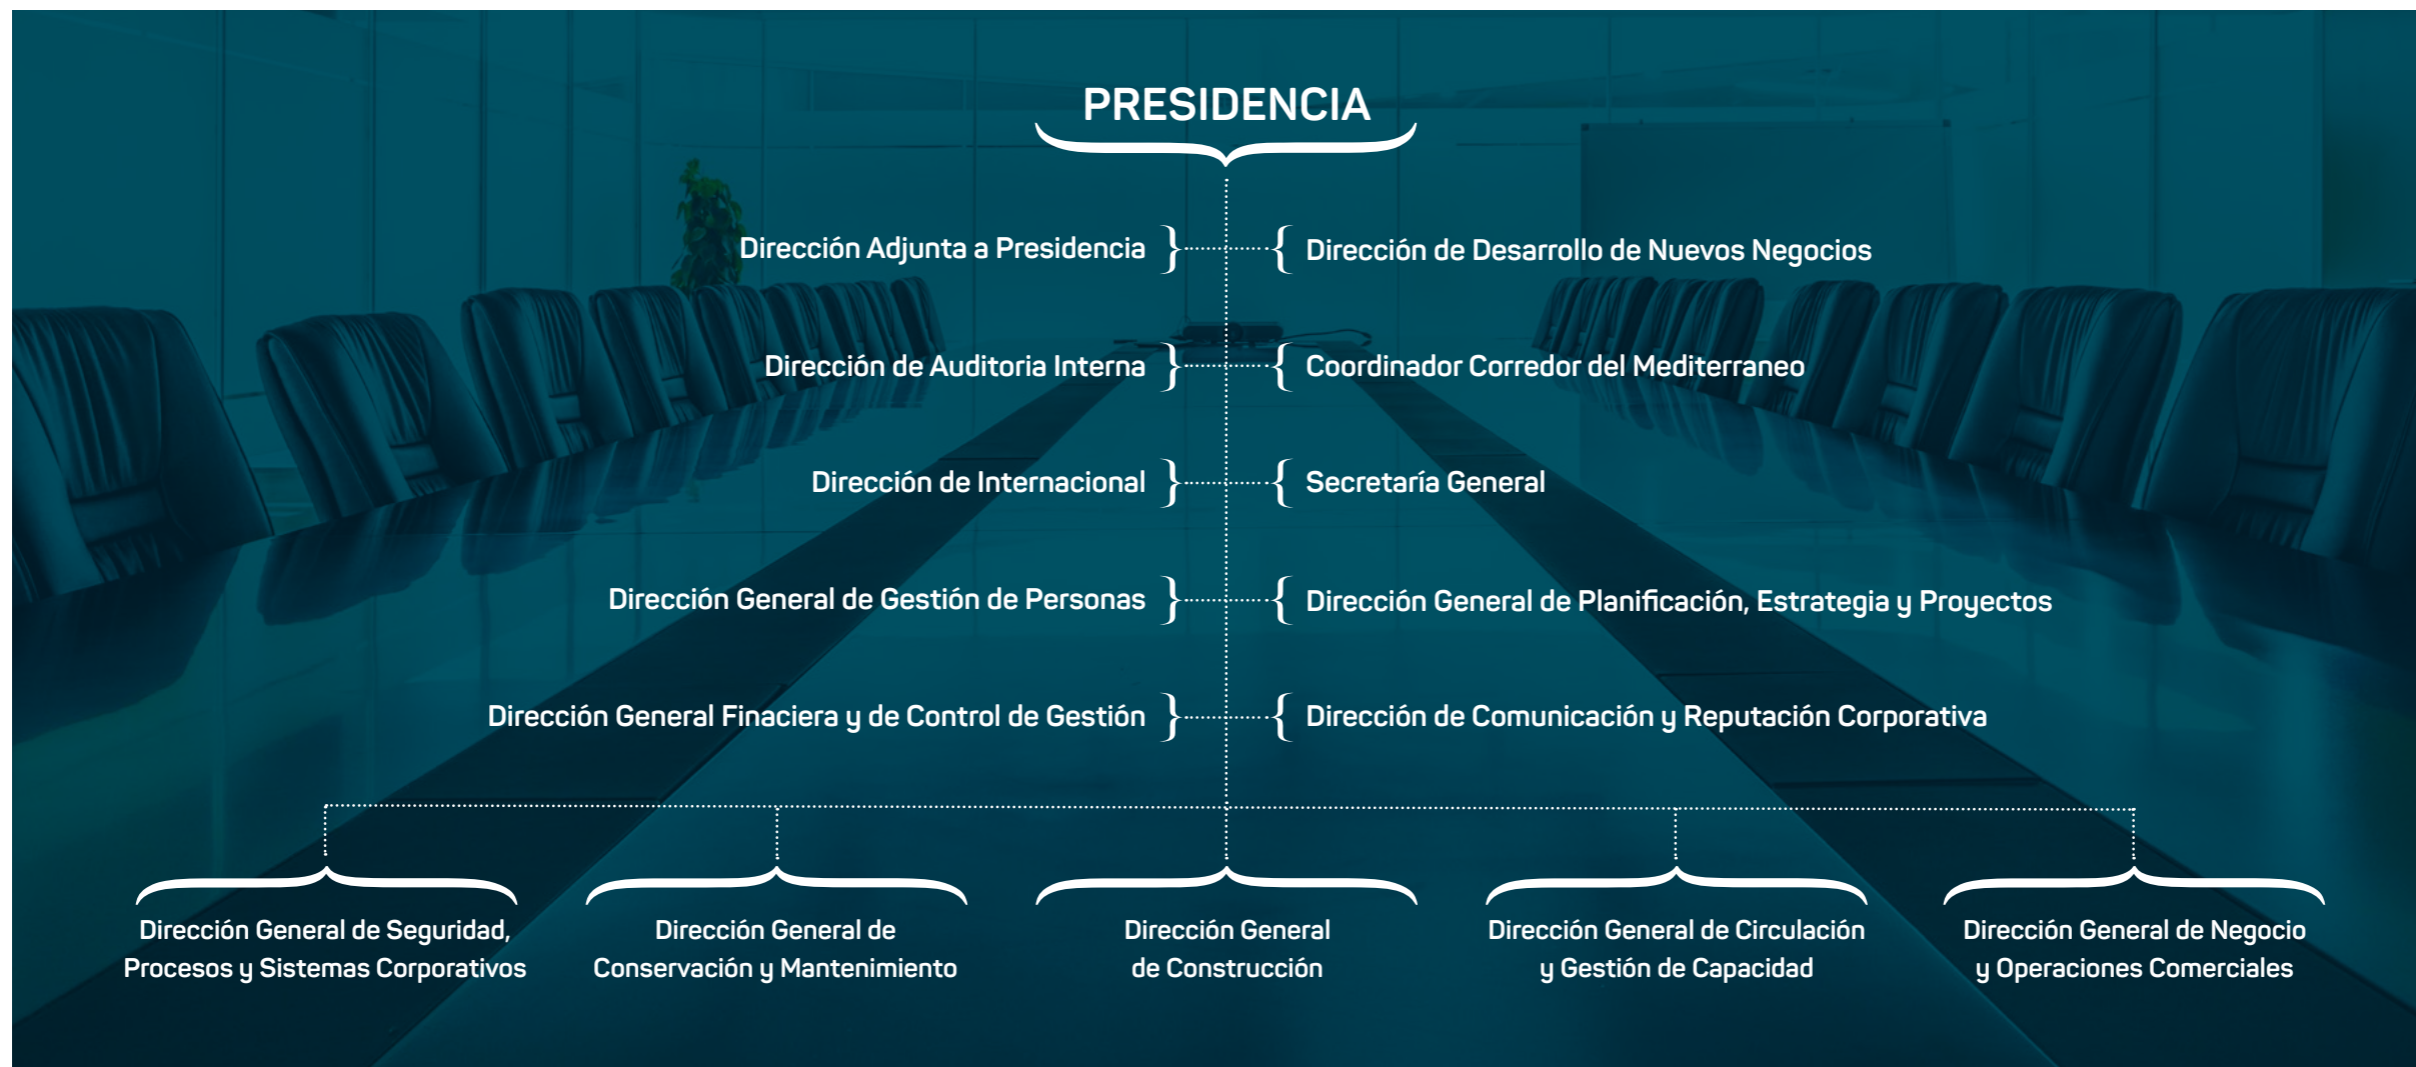 PRESIDENCIA
Dirección Adjunta a Presidencia
Dirección de Desarrollo de Nuevos Negocios
Dirección de Auditoria Interna
Coordinador Corredor del Mediterraneo
Dirección de Internacional
Secretaría General
Dirección General de Gestión de Personas
Dirección General de Planificación, Estrategia y Proyectos
Dirección General Finaciera y de Control de Gestión
Dirección de Comunicación y Reputación Corporativa
Dirección General de Seguridad,
Procesos y Sistemas Corporativos
Dirección General de
Conservación y Mantenimiento
Dirección General
de Construcción
Dirección General de Circulación
y Gestión de Capacidad
Dirección General de Negocio
y Operaciones Comerciales